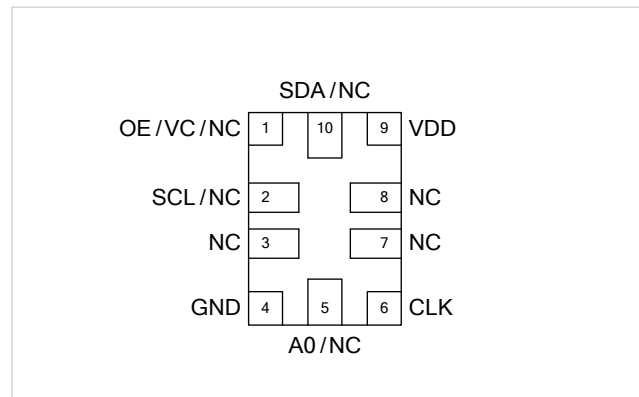 SDA/NC
OE/VC/NC 1 10 9 VDD
SCL/NC 2 8 NC
NC 3 7 NC
GND 4 5 6 CLK
A0/NC